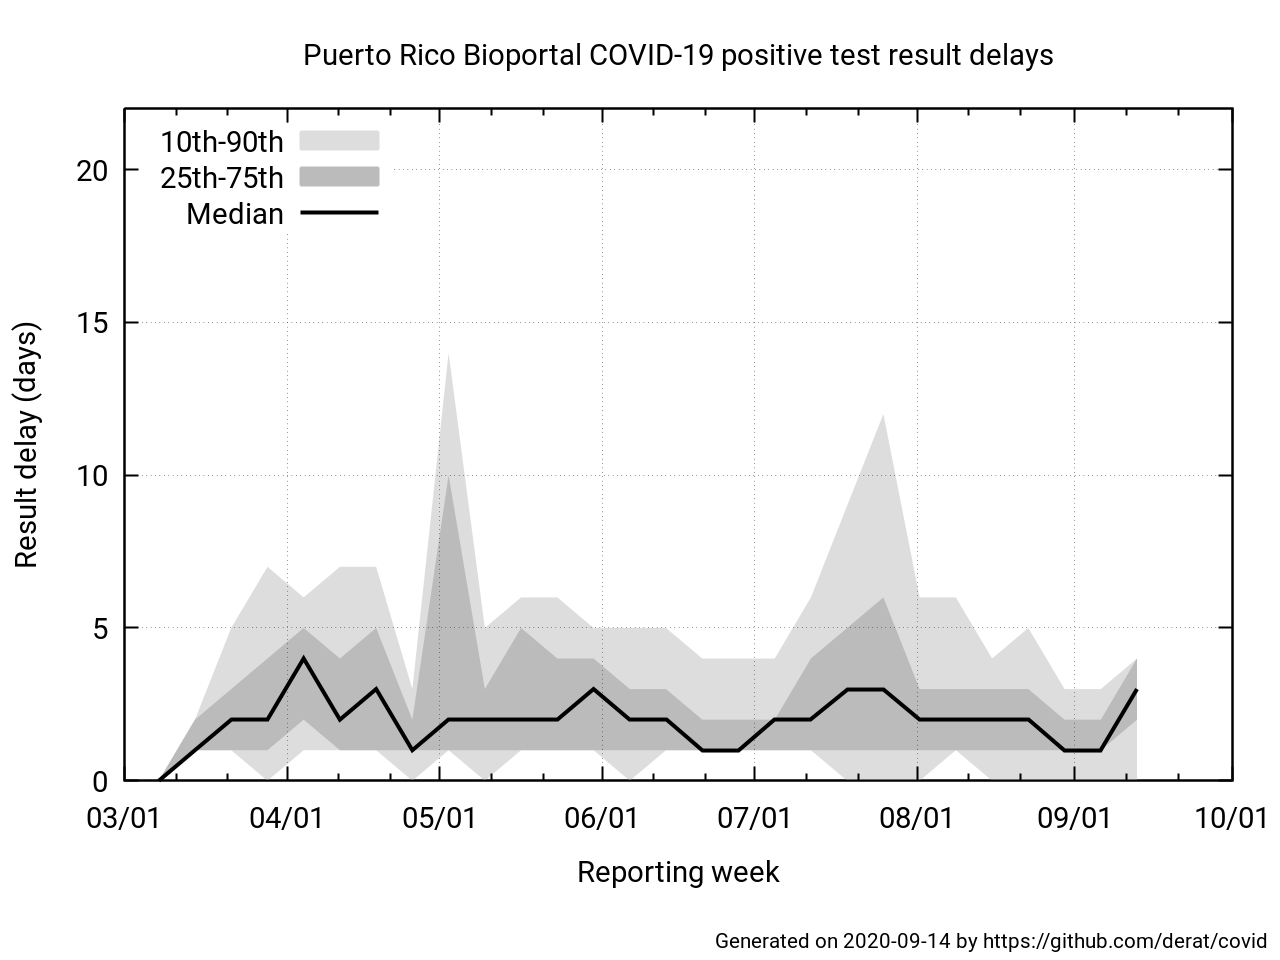 Puerto Rico Bioportal COVID-19 positive test result delays
10th-90th
25th-75th
Median
20
15
10
5
0
Result delay (days)
03/01 04/01 05/01 06/01 07/01 08/01 09/01 10/01
Reporting week
Generated on 2020-09-14 by https://github.com/derat/covid